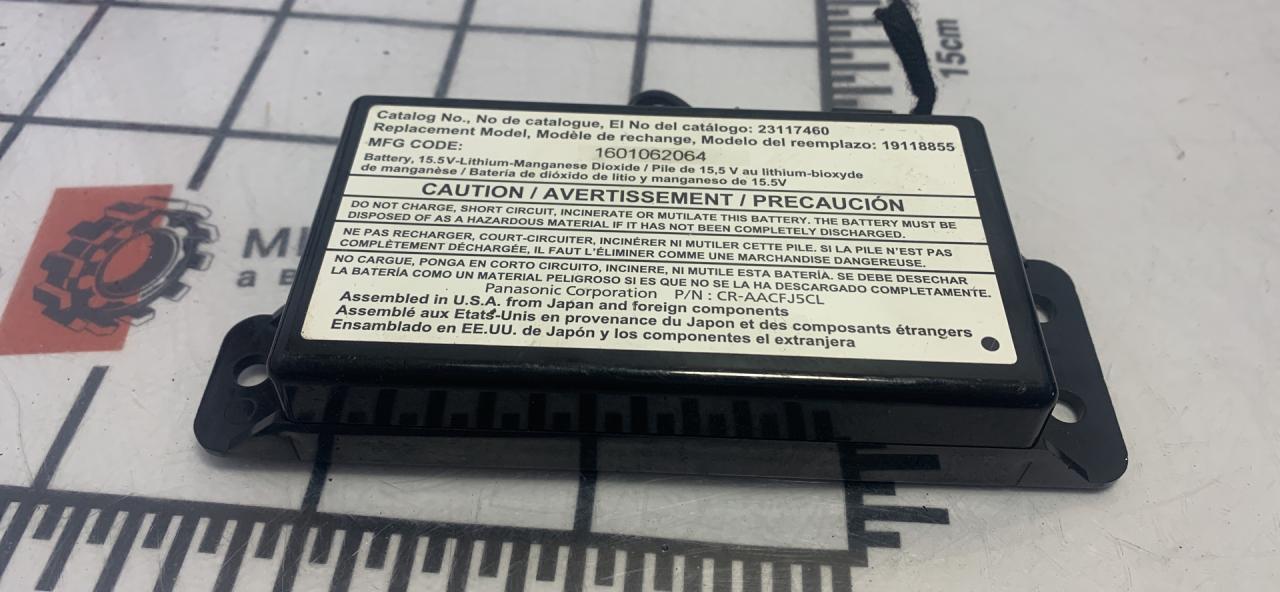 15cm
Catalog No., No de catalogue, El No del catálogo: 23117460
Replacement Model, Modèle de rechange, Modelo del reemplazo: 19118855
MFG CODE: 1601062064
Battery, 15.5V-Lithium-Manganese Dioxide / Pile de 15,5 V au lithium-bioxyde
de manganèse / Batería de dióxido de litio y manganeso de 15.5V
CAUTION / AVERTISSEMENT / PRECAUCIÓN
DO NOT CHARGE, SHORT CIRCUIT, INCINERATE OR MUTILATE THIS BATTERY. THE BATTERY MUST BE
DISPOSED OF AS A HAZARDOUS MATERIAL IF IT HAS NOT BEEN COMPLETELY DISCHARGED.
NE PAS RECHARGER, COURT-CIRCUITER, INCINÉRER NI MUTILER CETTE PILE. SI LA PILE N'EST PAS
COMPLÈTEMENT DÉCHARGÉE, IL FAUT L'ÉLIMINER COMME UNE MARCHANDISE DANGEREUSE.
NO CARGUE, PONGA EN CORTO CIRCUITO, INCINERE, NI MUTILE ESTA BATERÍA. SE DEBE DESECHAR
LA BATERÍA COMO UN MATERIAL PELIGROSO SI ES QUE NO SE LA HA DESCARGADO COMPLETAMENTE.
Panasonic Corporation P/N : CR-AACFJ5CL
Assembled in U.S.A. from Japan and foreign components
Assemblé aux Etats-Unis en provenance du Japon et des composants étrangers
Ensamblado en EE.UU. de Japón y los componentes el extranjera